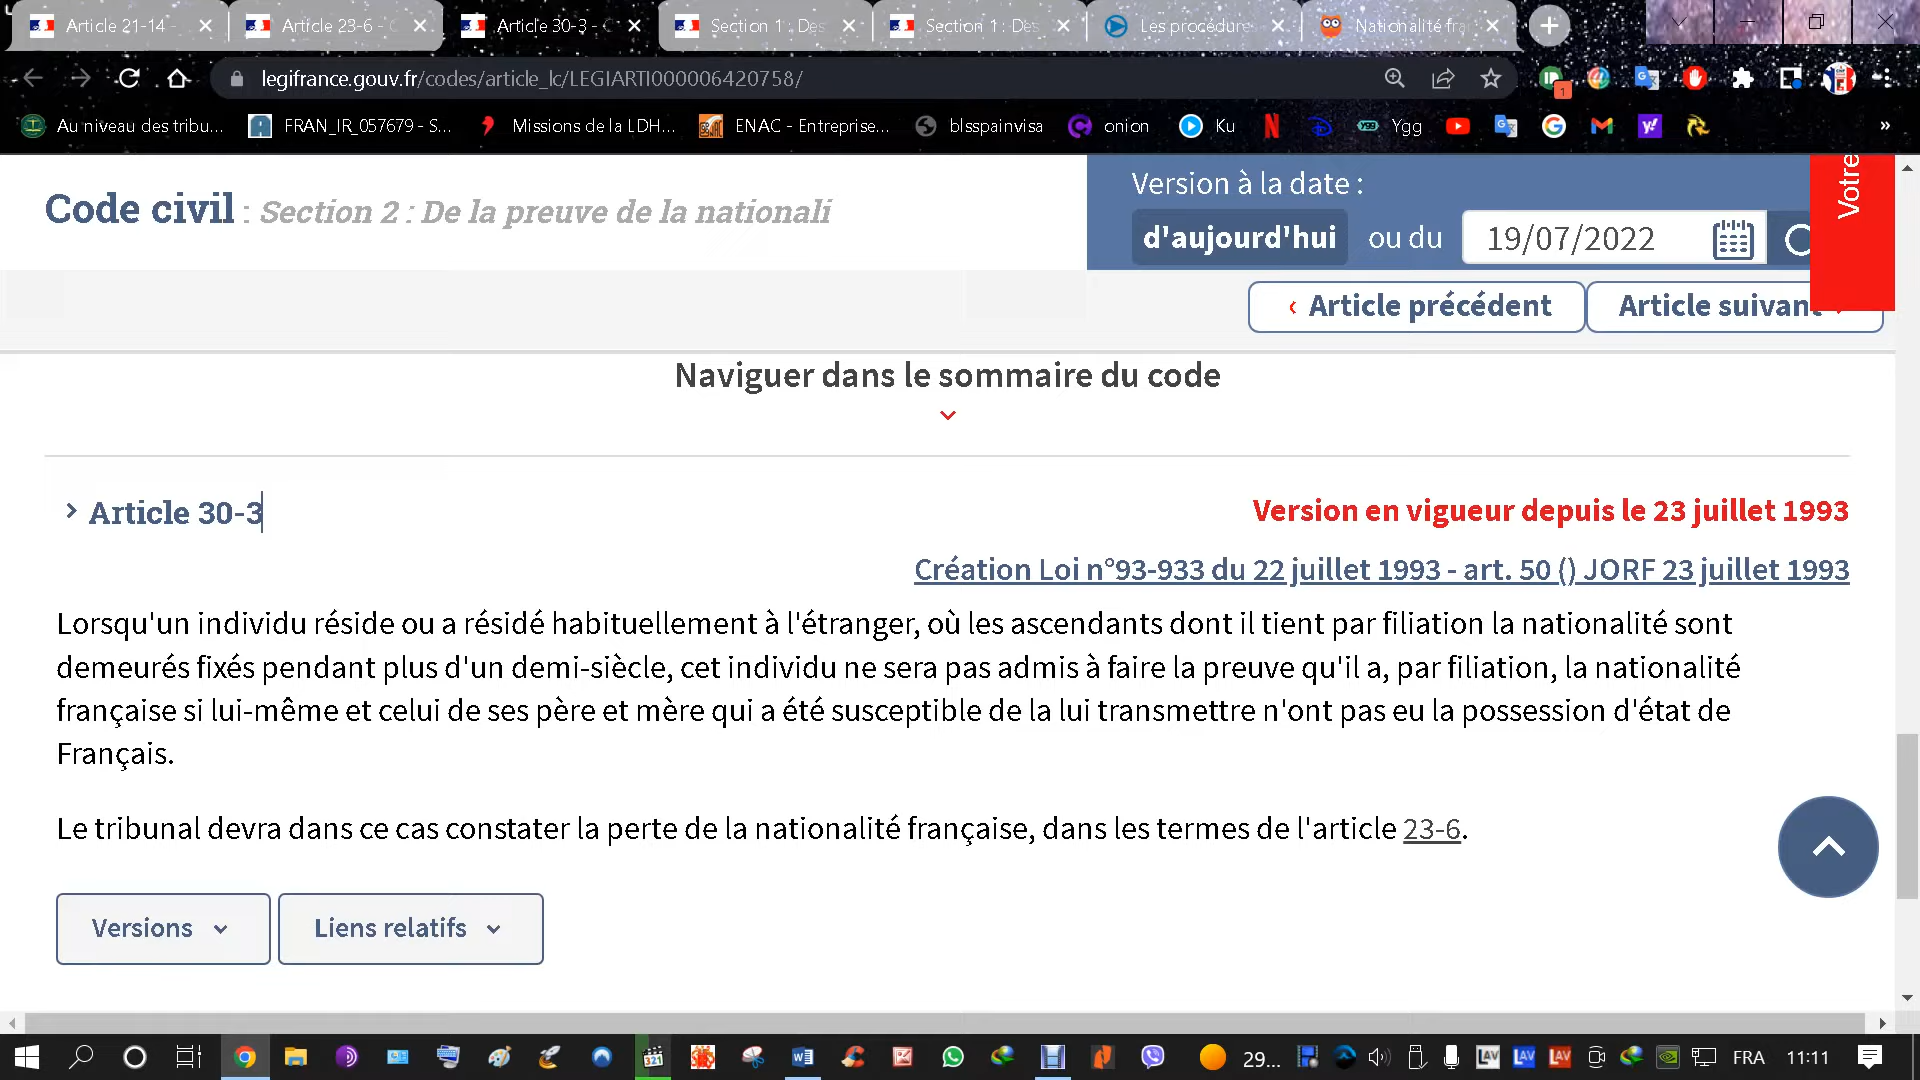 Article 21-14 -
Article 23-6 - C
Article 30-3 - C
Section 1 : Des
Section 1 : Des
Les procédure
Nationalité fra
legifrance.gouv.fr/codes/article_lc/LEGIARTI000006420758/
1
Au niveau des tribu...
FRAN_IR_057679 - S...
Missions de la LDH...
ENAC - Entreprise...
blsspainvisa
onion
Ku
Ygg
»
Code civil : Section 2 : De la preuve de la nationali
Version à la date :
d'aujourd'hui ou du 19/07/2022
Votre
Article précédent
Article suivant
Naviguer dans le sommaire du code
Article 30-3
Version en vigueur depuis le 23 juillet 1993
Création Loi n°93-933 du 22 juillet 1993 - art. 50 () JORF 23 juillet 1993
Lorsqu'un individu réside ou a résidé habituellement à l'étranger, où les ascendants dont il tient par filiation la nationalité sont
demeurés fixés pendant plus d'un demi-siècle, cet individu ne sera pas admis à faire la preuve qu'il a, par filiation, la nationalité
française si lui-même et celui de ses père et mère qui a été susceptible de la lui transmettre n'ont pas eu la possession d'état de
Français.
Le tribunal devra dans ce cas constater la perte de la nationalité française, dans les termes de l'article 23-6.
Versions
Liens relatifs
321
29...
LAV
LAV
LAV
FRA
11:11